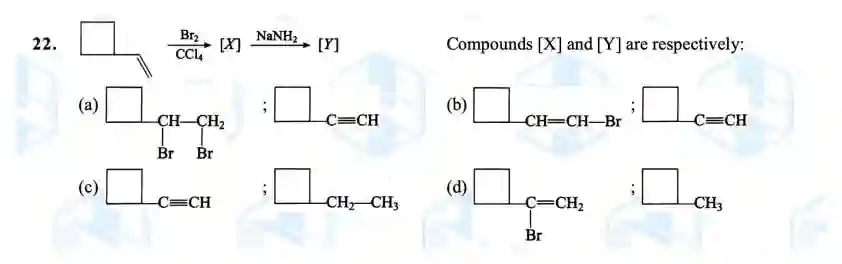 22. Br₂ CCl₄ [X] NaNH₂ [Y] Compounds [X] and [Y] are respectively:
(a) CH—CH₂ ; C≡CH (b) CH=CH—Br ; C≡CH
Br Br
(c) C≡CH ; CH₂—CH₃ (d) C=CH₂ ; CH₃
Br